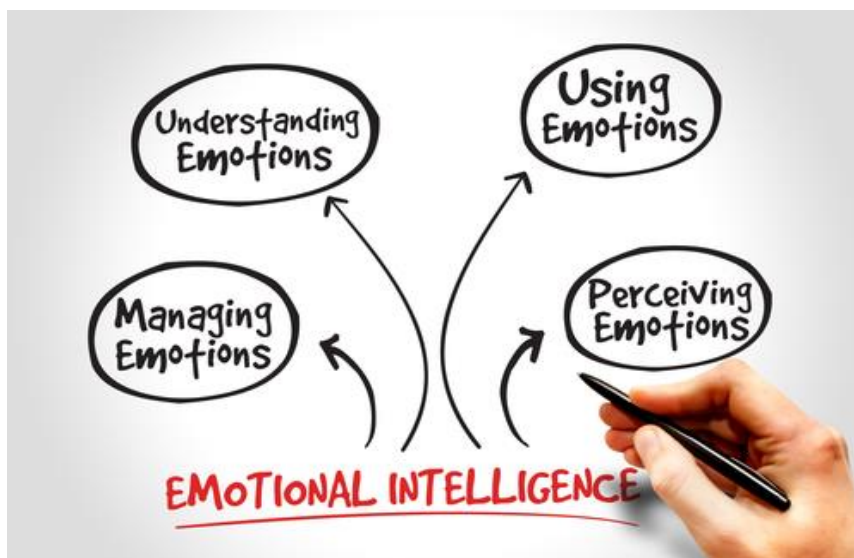 Understanding
Emotions
Using
Emotions
Managing
Emotions
Perceiving
Emotions
EMOTIONAL INTELLIGENCE